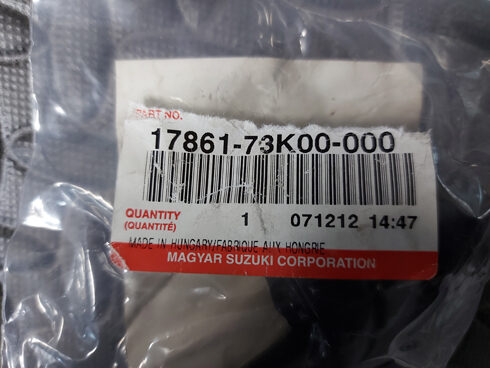 PART NO.
17861-73K00-000
QUANTITY 1 071212 14:47
(QUANTITÉ)
MADE IN HUNGARY/FABRIQUE AUX HONGRIE
MAGYAR SUZUKI CORPORATION